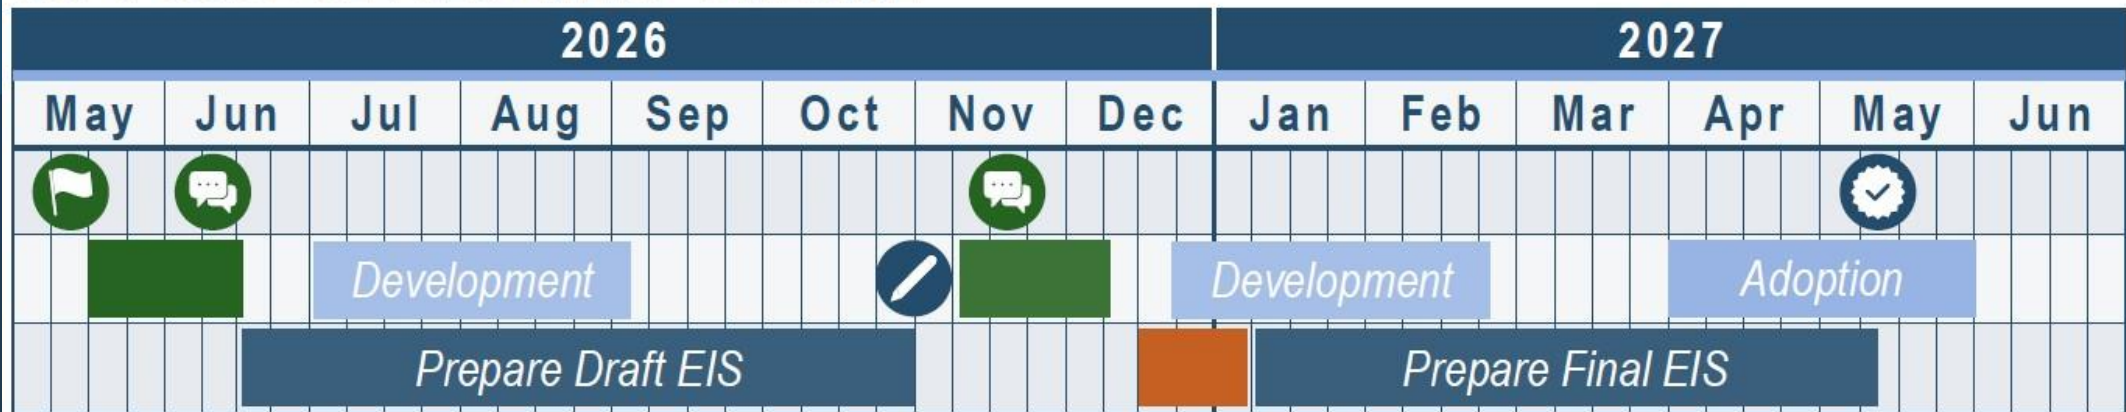 2026 2027
May Jun Jul Aug Sep Oct Nov Dec Jan Feb Mar Apr May Jun
Development Development Adoption
Prepare Draft EIS Prepare Final EIS